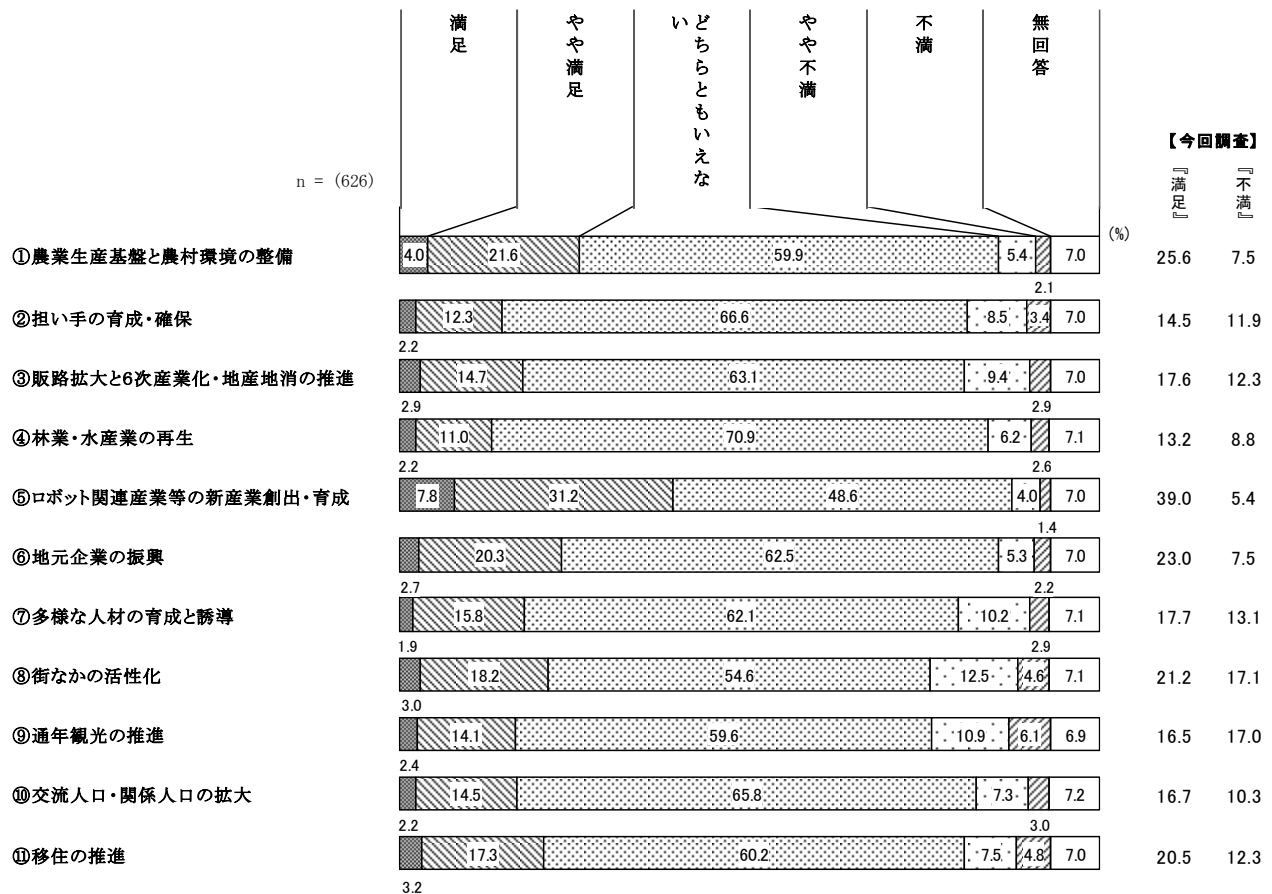 満足
やや満足
どちらともいえな
い
やや不満
不満
無回答
【今回調査】
『満足』
『不満』
n = (626)
(%)
①農業生産基盤と農村環境の整備 4.0 21.6 59.9 5.4 7.0 25.6 7.5
2.1
②担い手の育成・確保 12.3 66.6 8.5 3.4 7.0 14.5 11.9
2.2
③販路拡大と6次産業化・地産地消の推進 14.7 63.1 9.4 7.0 17.6 12.3
2.9 2.9
④林業・水産業の再生 11.0 70.9 6.2 7.1 13.2 8.8
2.2 2.6
⑤ロボット関連産業等の新産業創出・育成 7.8 31.2 48.6 4.0 7.0 39.0 5.4
1.4
⑥地元企業の振興 20.3 62.5 5.3 7.0 23.0 7.5
2.7 2.2
⑦多様な人材の育成と誘導 15.8 62.1 10.2 7.1 17.7 13.1
1.9 2.9
⑧街なかの活性化 18.2 54.6 12.5 4.6 7.1 21.2 17.1
3.0
⑨通年観光の推進 14.1 59.6 10.9 6.1 6.9 16.5 17.0
2.4
⑩交流人口・関係人口の拡大 14.5 65.8 7.3 7.2 16.7 10.3
2.2 3.0
⑪移住の推進 17.3 60.2 7.5 4.8 7.0 20.5 12.3
3.2